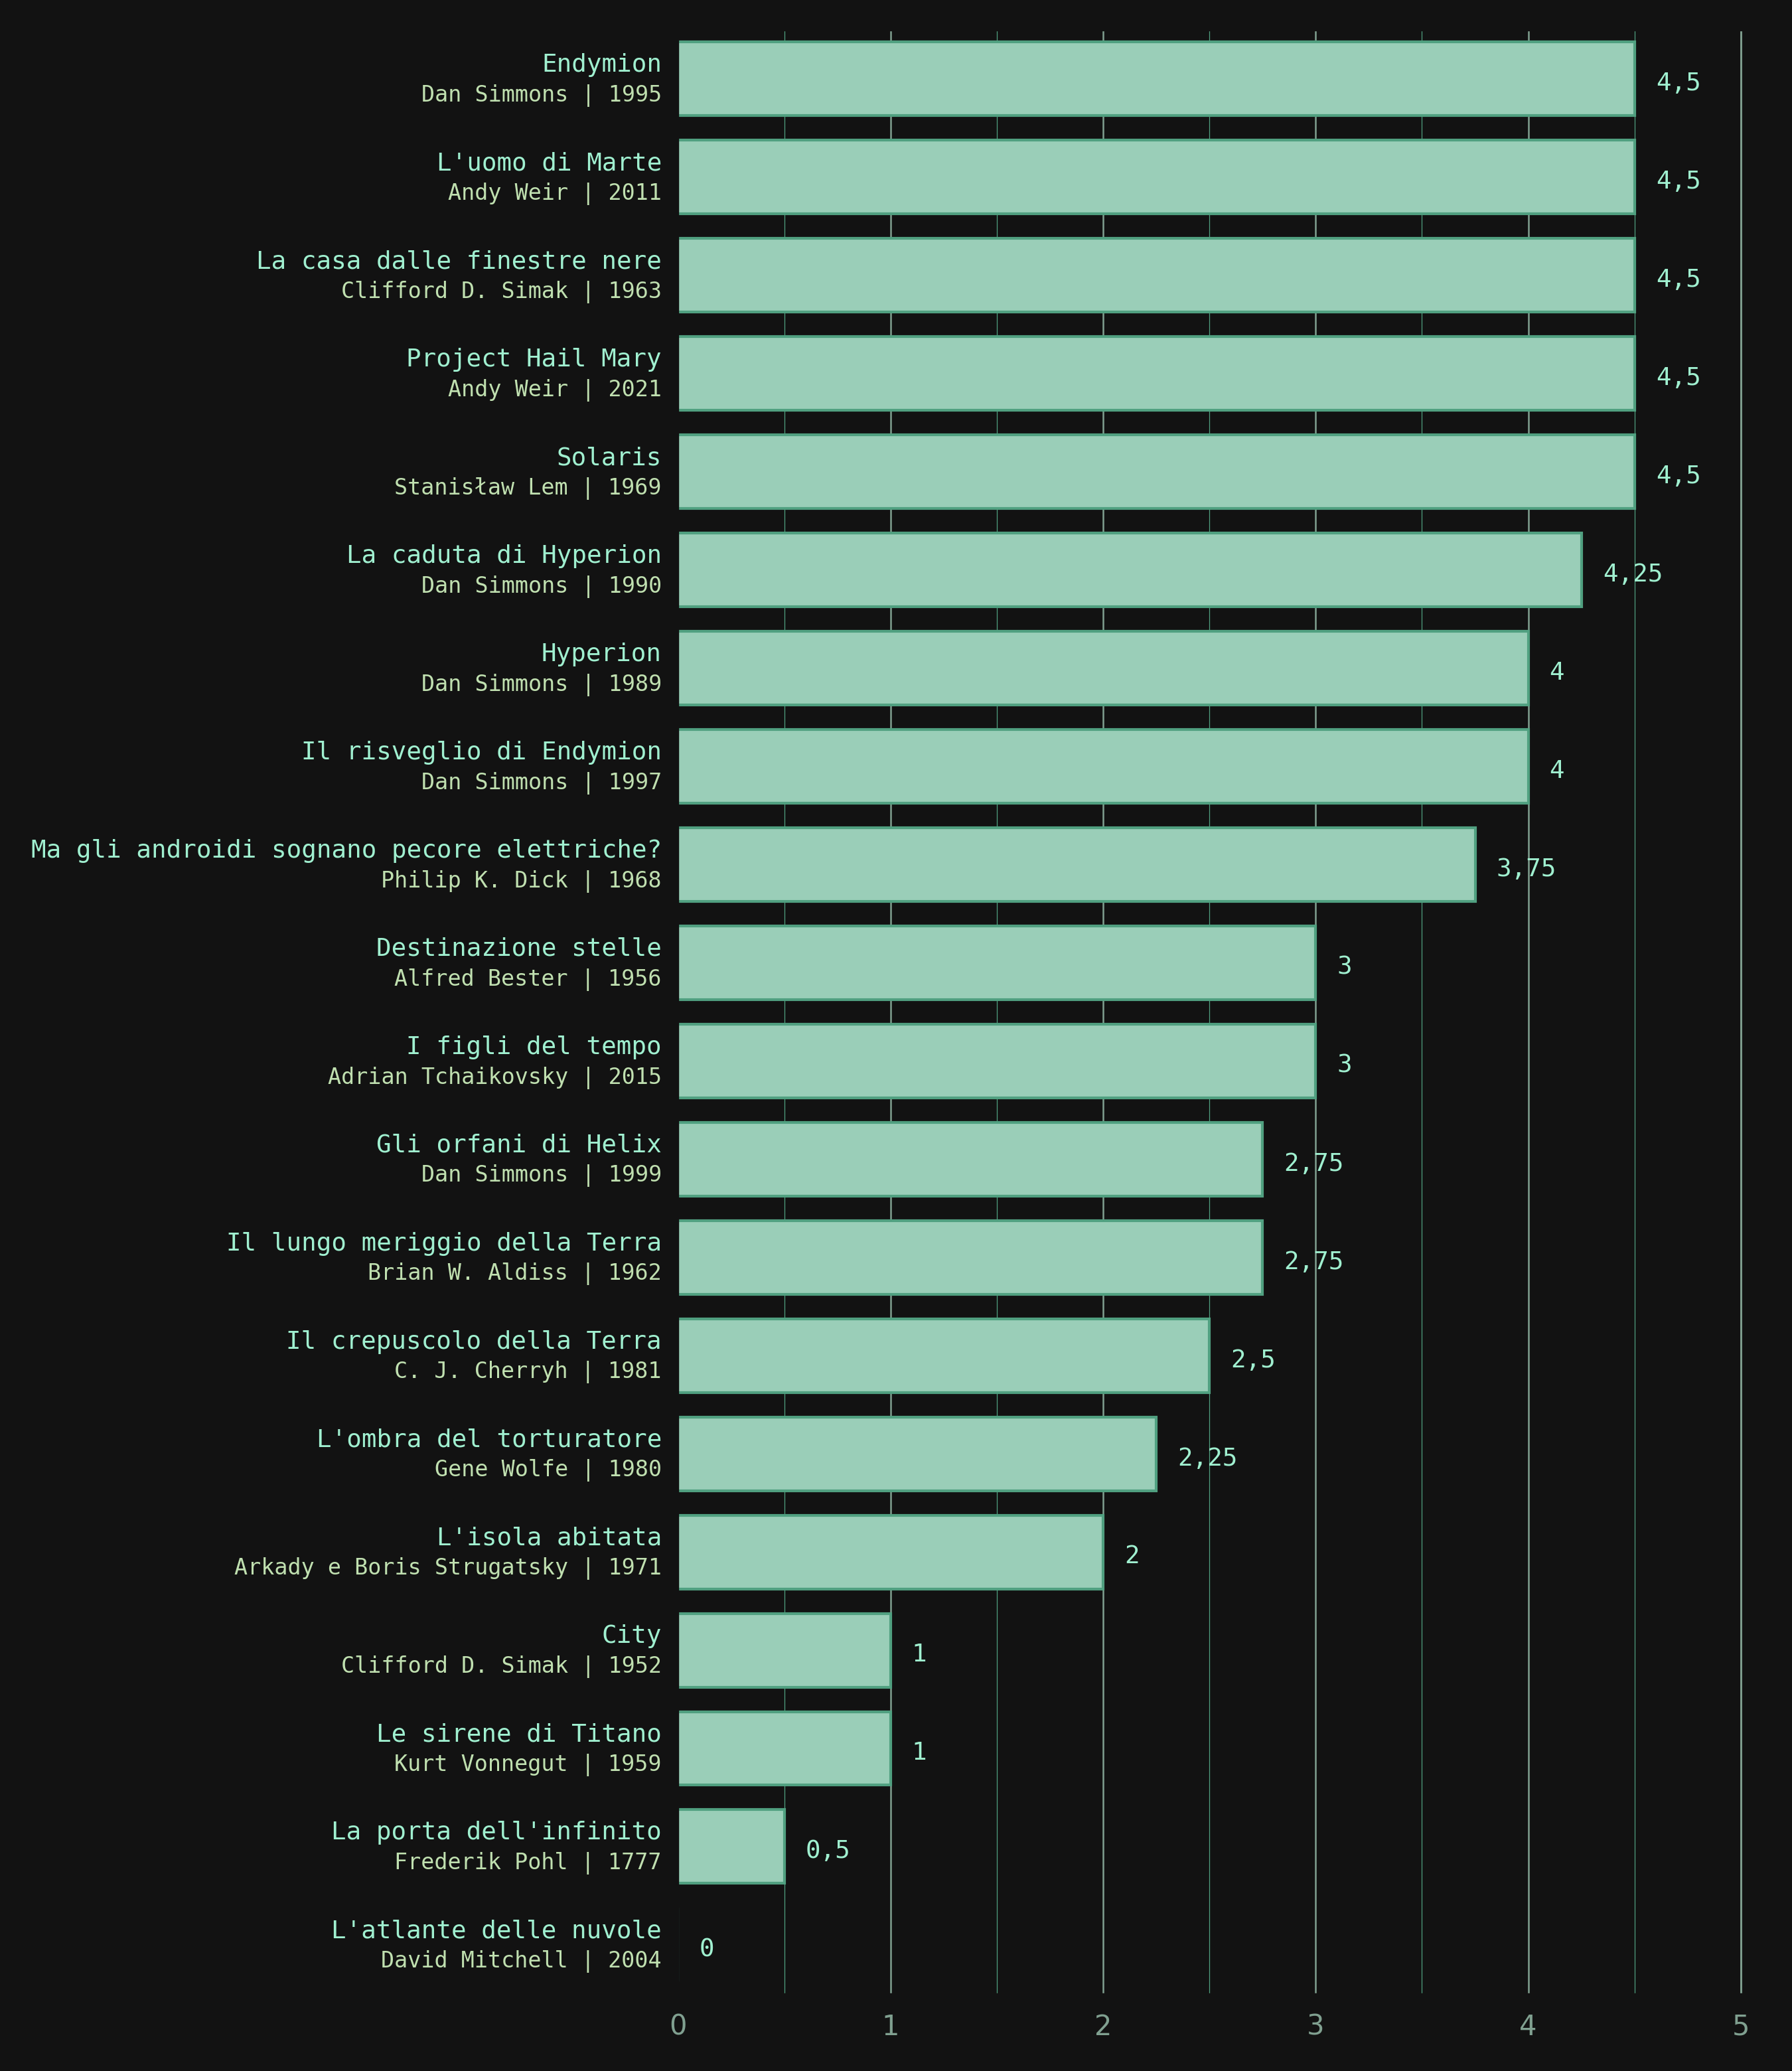 Endymion
Dan Simmons | 1995
4,5
L'uomo di Marte
Andy Weir | 2011
4,5
La casa dalle finestre nere
Clifford D. Simak | 1963
4,5
Project Hail Mary
Andy Weir | 2021
4,5
Solaris
Stanisław Lem | 1969
4,5
La caduta di Hyperion
Dan Simmons | 1990
4,25
Hyperion
Dan Simmons | 1989
4
Il risveglio di Endymion
Dan Simmons | 1997
4
Ma gli androidi sognano pecore elettriche?
Philip K. Dick | 1968
3,75
Destinazione stelle
Alfred Bester | 1956
3
I figli del tempo
Adrian Tchaikovsky | 2015
3
Gli orfani di Helix
Dan Simmons | 1999
2,75
Il lungo meriggio della Terra
Brian W. Aldiss | 1962
2,75
Il crepuscolo della Terra
C. J. Cherryh | 1981
2,5
L'ombra del torturatore
Gene Wolfe | 1980
2,25
L'isola abitata
Arkady e Boris Strugatsky | 1971
2
City
Clifford D. Simak | 1952
1
Le sirene di Titano
Kurt Vonnegut | 1959
1
La porta dell'infinito
Frederik Pohl | 1777
0,5
L'atlante delle nuvole
David Mitchell | 2004
0
0 1 2 3 4 5